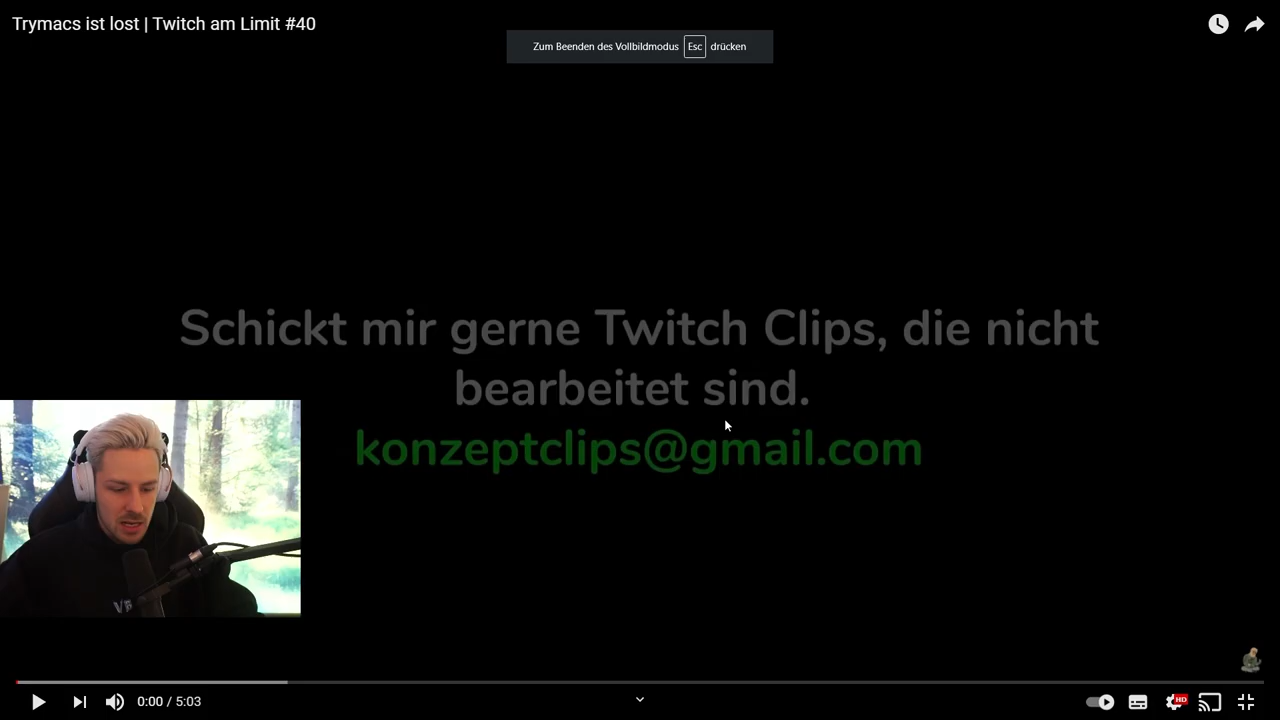 Trymacs ist lost | Twitch am Limit #40
Zum Beenden des Vollbildmodus Esc drücken
Schickt mir gerne Twitch Clips, die nicht
bearbeitet sind.
konzeptclips@gmail.com
0:00 / 5:03
HD